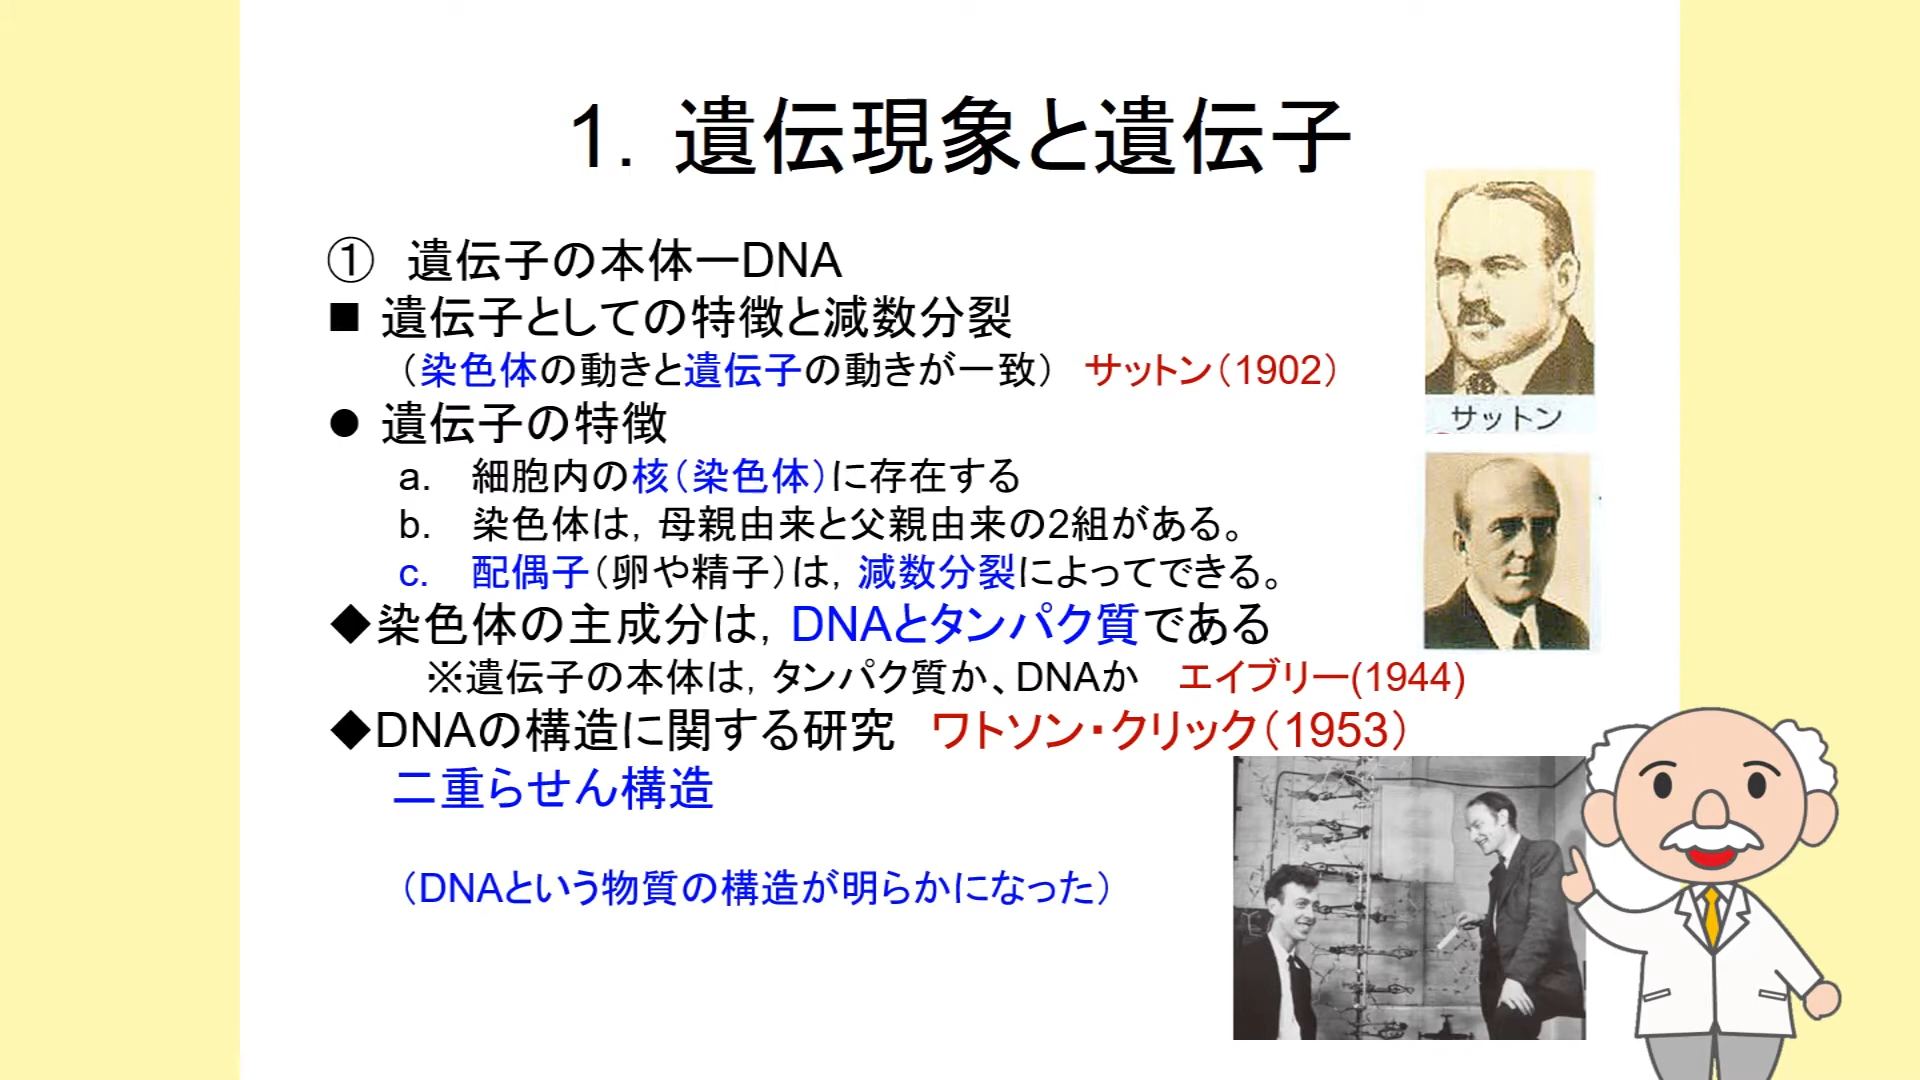 1．遺伝現象と遺伝子
① 遺伝子の本体―DNA
■ 遺伝子としての特徴と減数分裂
（染色体の動きと遺伝子の動きが一致） サットン（1902）
● 遺伝子の特徴
a. 細胞内の核（染色体）に存在する
b. 染色体は，母親由来と父親由来の2組がある。
c. 配偶子（卵や精子）は，減数分裂によってできる。
◆染色体の主成分は，DNAとタンパク質である
※遺伝子の本体は，タンパク質か、DNAか エイブリー(1944)
◆DNAの構造に関する研究 ワトソン・クリック（1953）
二重らせん構造
（DNAという物質の構造が明らかになった）
サットン